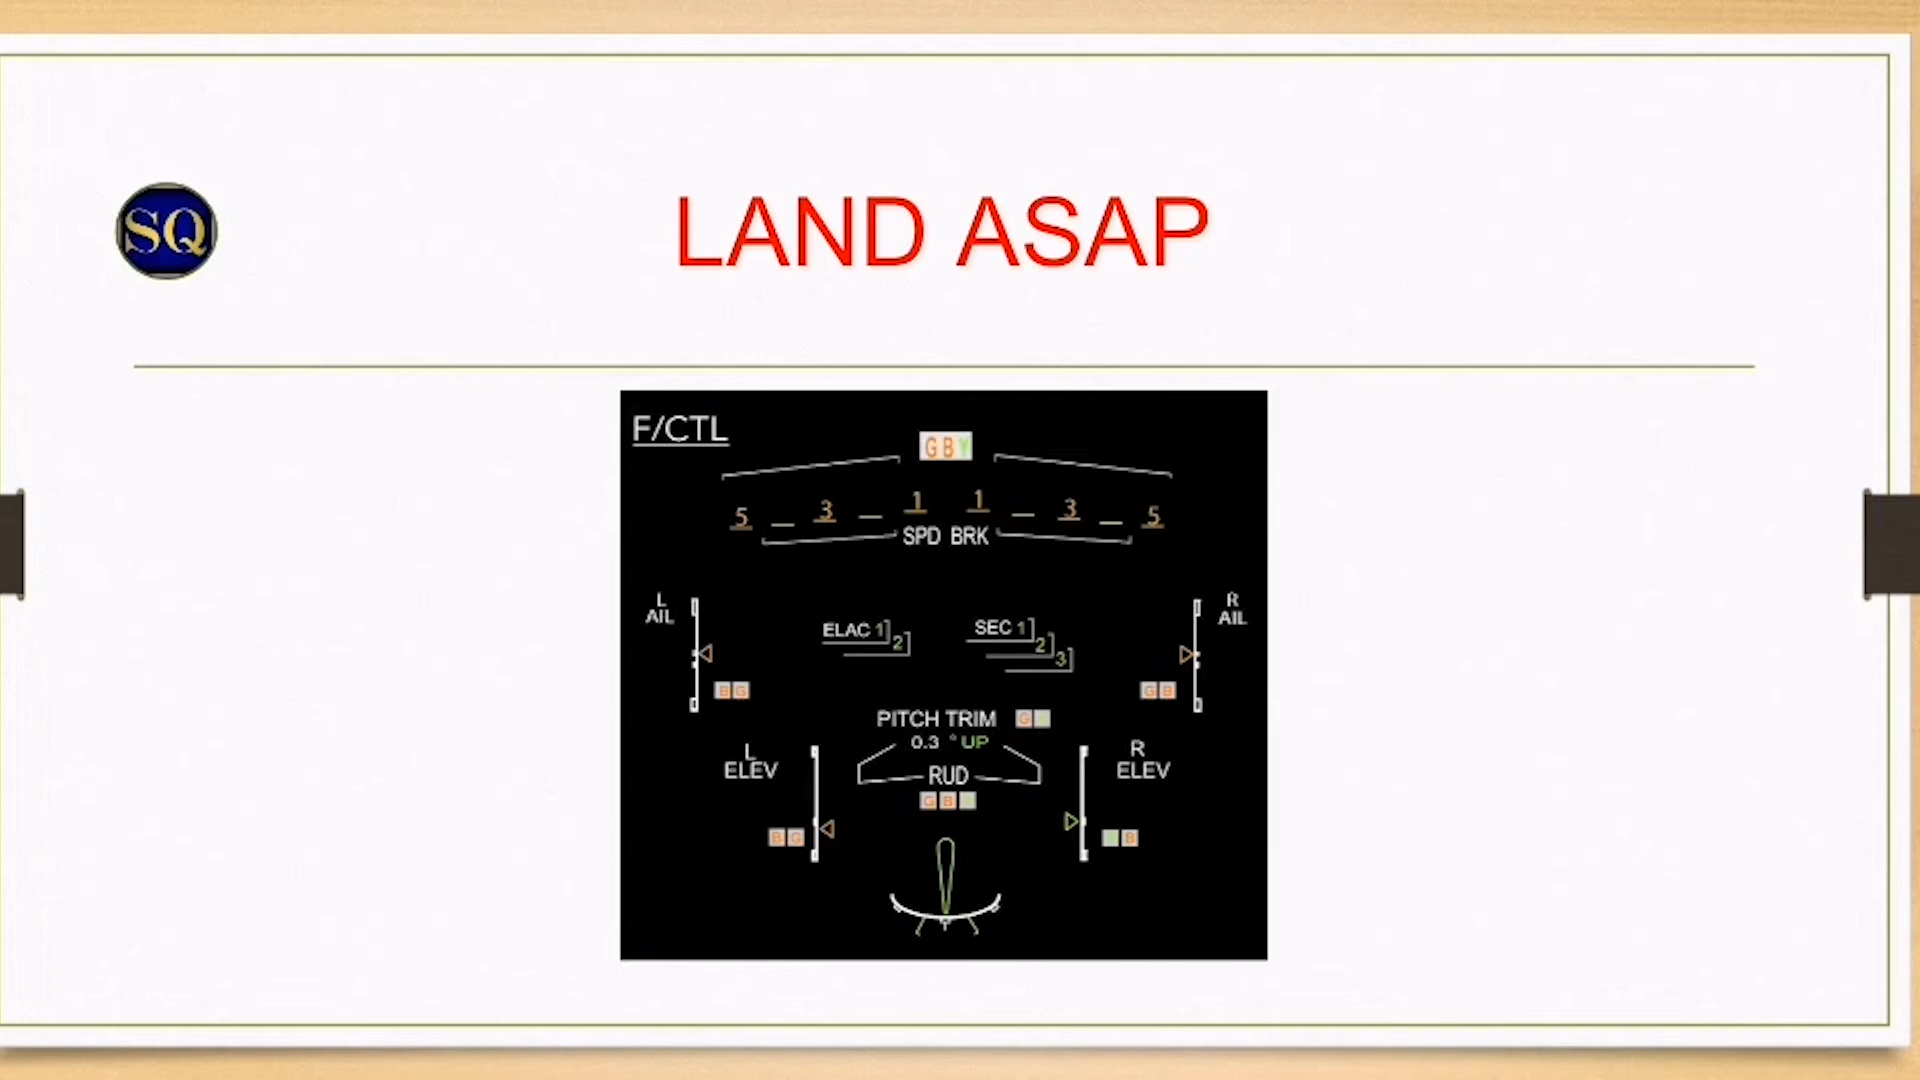 SQ
LAND ASAP
F/CTL
G B Y
5 _ 3 _ 1 1 _ 3 _ 5
SPD BRK
L
AIL
R
AIL
ELAC 1
2
SEC 1
2
3
B G
G B
PITCH TRIM G
0.3 ° UP
L
ELEV
R
ELEV
RUD
G B
B G
B